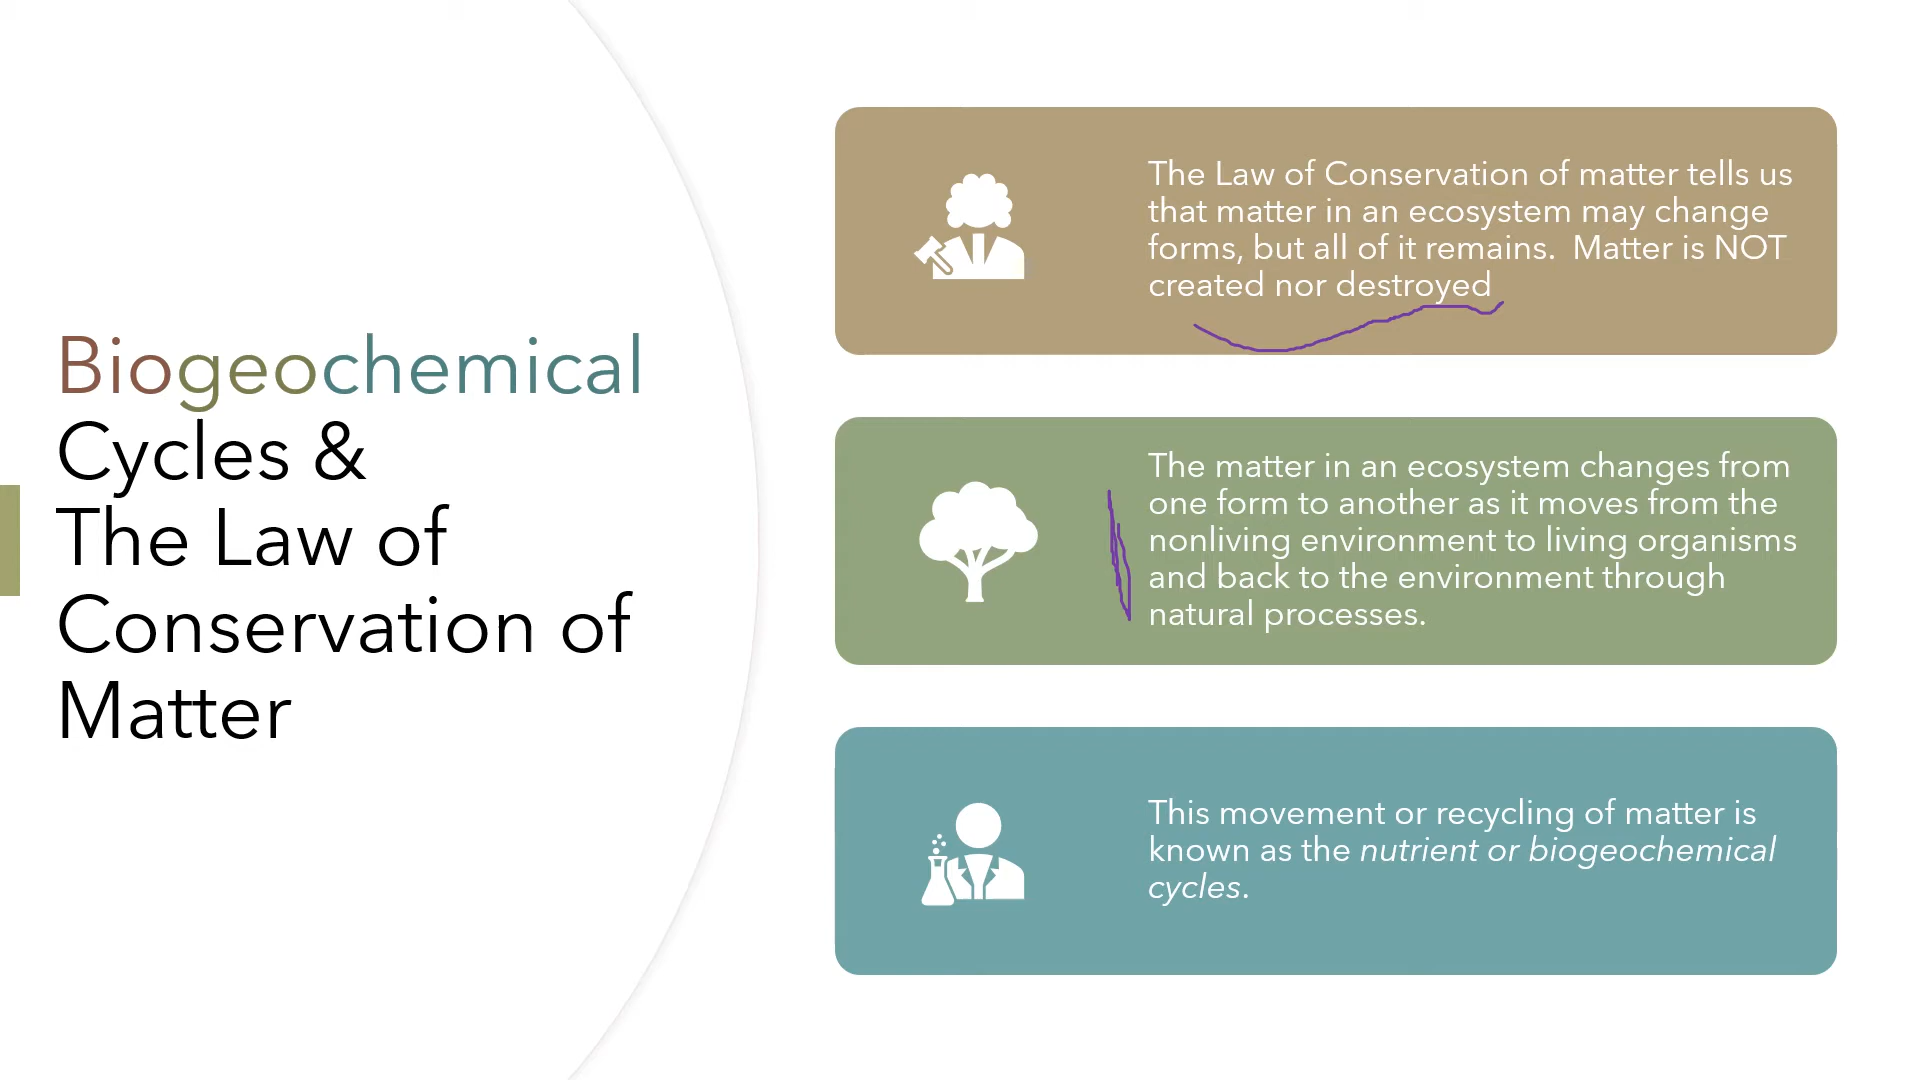 Biogeochemical
Cycles &
The Law of
Conservation of
Matter
The Law of Conservation of matter tells us
that matter in an ecosystem may change
forms, but all of it remains.  Matter is NOT
created nor destroyed
The matter in an ecosystem changes from
one form to another as it moves from the
nonliving environment to living organisms
and back to the environment through
natural processes.
This movement or recycling of matter is
known as the nutrient or biogeochemical
cycles.